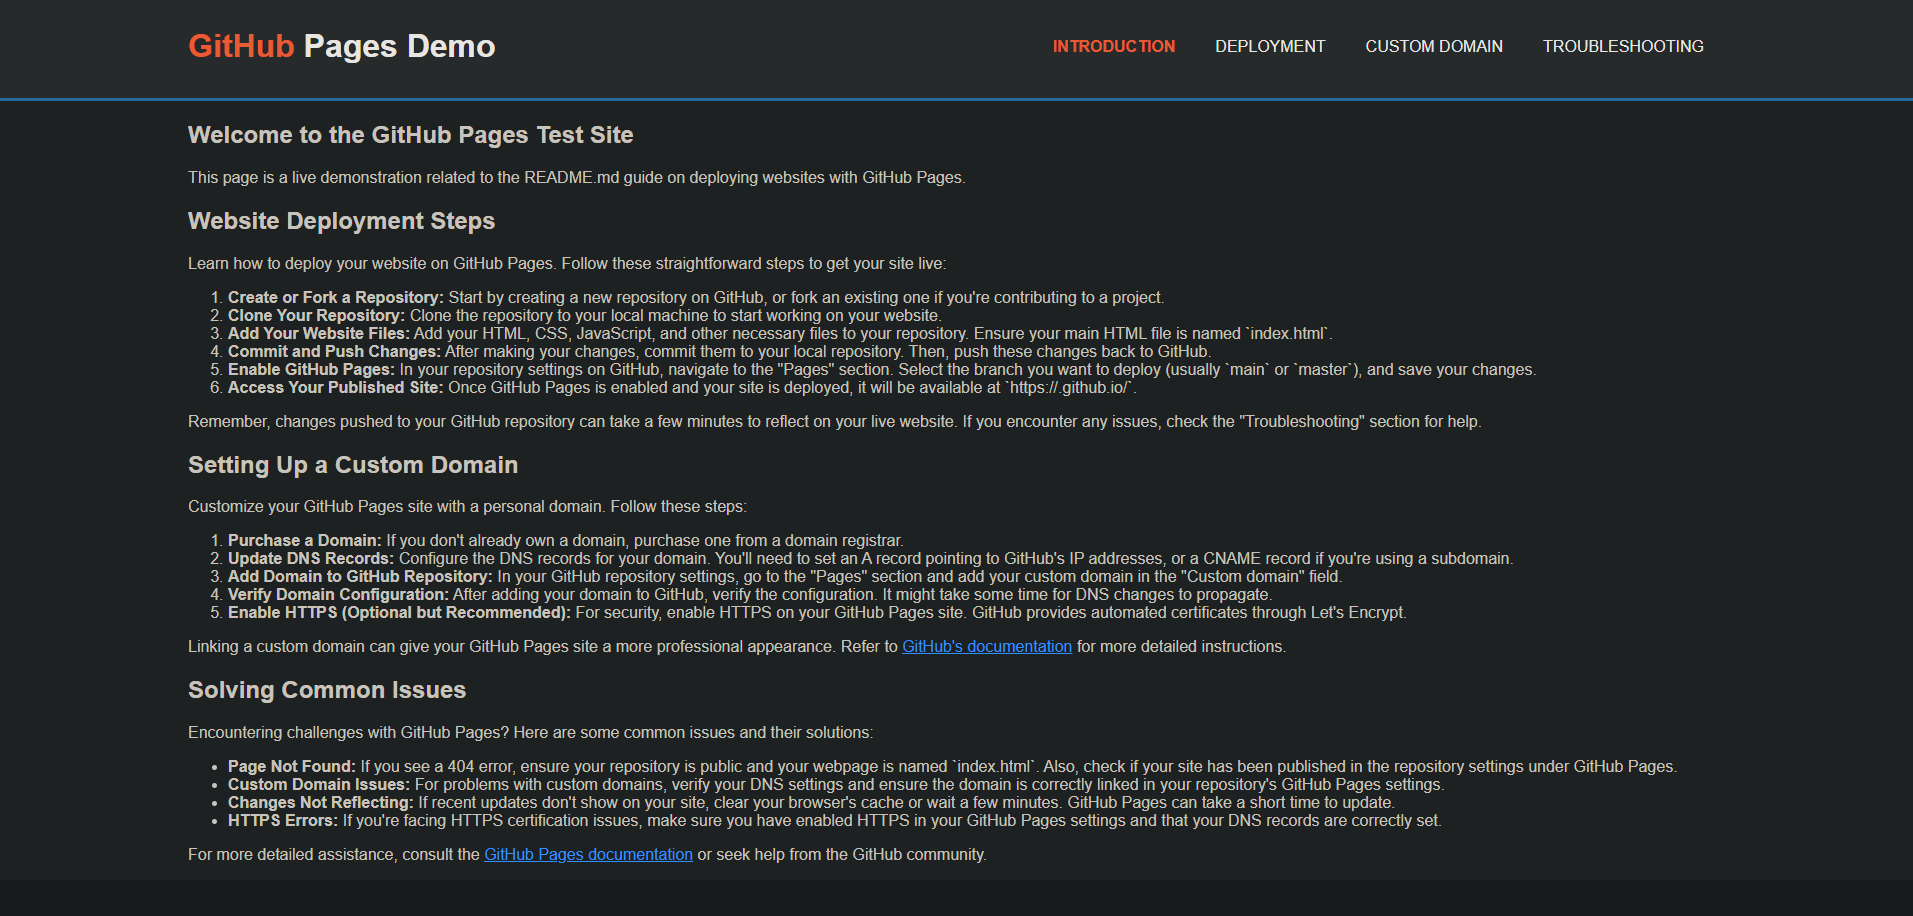 GitHub Pages Demo
INTRODUCTION DEPLOYMENT CUSTOM DOMAIN TROUBLESHOOTING
Welcome to the GitHub Pages Test Site
This page is a live demonstration related to the README.md guide on deploying websites with GitHub Pages.
Website Deployment Steps
Learn how to deploy your website on GitHub Pages. Follow these straightforward steps to get your site live:
1. Create or Fork a Repository: Start by creating a new repository on GitHub, or fork an existing one if you're contributing to a project.
2. Clone Your Repository: Clone the repository to your local machine to start working on your website.
3. Add Your Website Files: Add your HTML, CSS, JavaScript, and other necessary files to your repository. Ensure your main HTML file is named `index.html`.
4. Commit and Push Changes: After making your changes, commit them to your local repository. Then, push these changes back to GitHub.
5. Enable GitHub Pages: In your repository settings on GitHub, navigate to the "Pages" section. Select the branch you want to deploy (usually `main` or `master`), and save your changes.
6. Access Your Published Site: Once GitHub Pages is enabled and your site is deployed, it will be available at `https://.github.io/`.
Remember, changes pushed to your GitHub repository can take a few minutes to reflect on your live website. If you encounter any issues, check the "Troubleshooting" section for help.
Setting Up a Custom Domain
Customize your GitHub Pages site with a personal domain. Follow these steps:
1. Purchase a Domain: If you don't already own a domain, purchase one from a domain registrar.
2. Update DNS Records: Configure the DNS records for your domain. You'll need to set an A record pointing to GitHub's IP addresses, or a CNAME record if you're using a subdomain.
3. Add Domain to GitHub Repository: In your GitHub repository settings, go to the "Pages" section and add your custom domain in the "Custom domain" field.
4. Verify Domain Configuration: After adding your domain to GitHub, verify the configuration. It might take some time for DNS changes to propagate.
5. Enable HTTPS (Optional but Recommended): For security, enable HTTPS on your GitHub Pages site. GitHub provides automated certificates through Let's Encrypt.
Linking a custom domain can give your GitHub Pages site a more professional appearance. Refer to GitHub's documentation for more detailed instructions.
Solving Common Issues
Encountering challenges with GitHub Pages? Here are some common issues and their solutions:
• Page Not Found: If you see a 404 error, ensure your repository is public and your webpage is named `index.html`. Also, check if your site has been published in the repository settings under GitHub Pages.
• Custom Domain Issues: For problems with custom domains, verify your DNS settings and ensure the domain is correctly linked in your repository's GitHub Pages settings.
• Changes Not Reflecting: If recent updates don't show on your site, clear your browser's cache or wait a few minutes. GitHub Pages can take a short time to update.
• HTTPS Errors: If you're facing HTTPS certification issues, make sure you have enabled HTTPS in your GitHub Pages settings and that your DNS records are correctly set.
For more detailed assistance, consult the GitHub Pages documentation or seek help from the GitHub community.